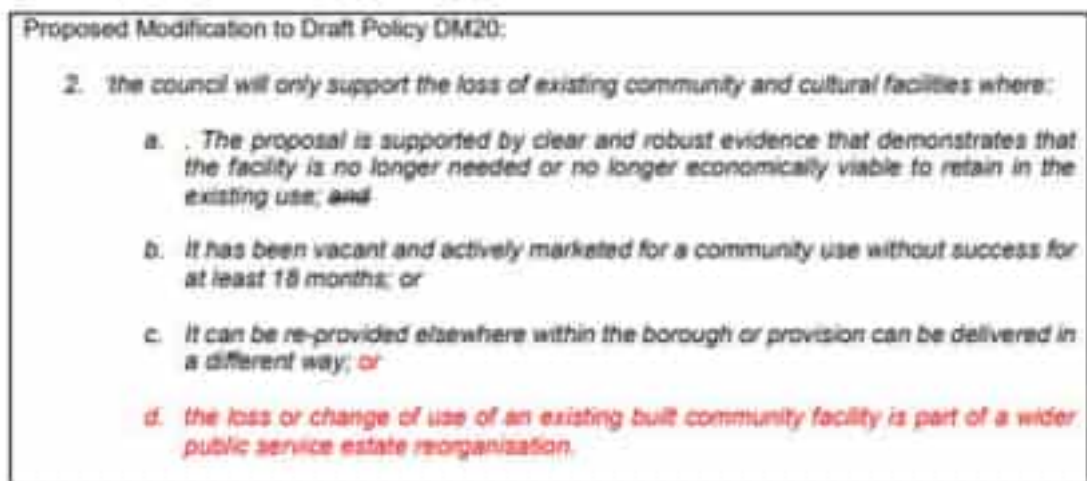 Proposed Modification to Draft Policy DM20:
2. 'the council will only support the loss of existing community and cultural facilities where:
a. . The proposal is supported by clear and robust evidence that demonstrates that
the facility is no longer needed or no longer economically viable to retain in the
existing use; and
b. It has been vacant and actively marketed for a community use without success for
at least 18 months; or
c. It can be re-provided elsewhere within the borough or provision can be delivered in
a different way; or
d. the loss or change of use of an existing built community facility is part of a wider
public service estate reorganisation.